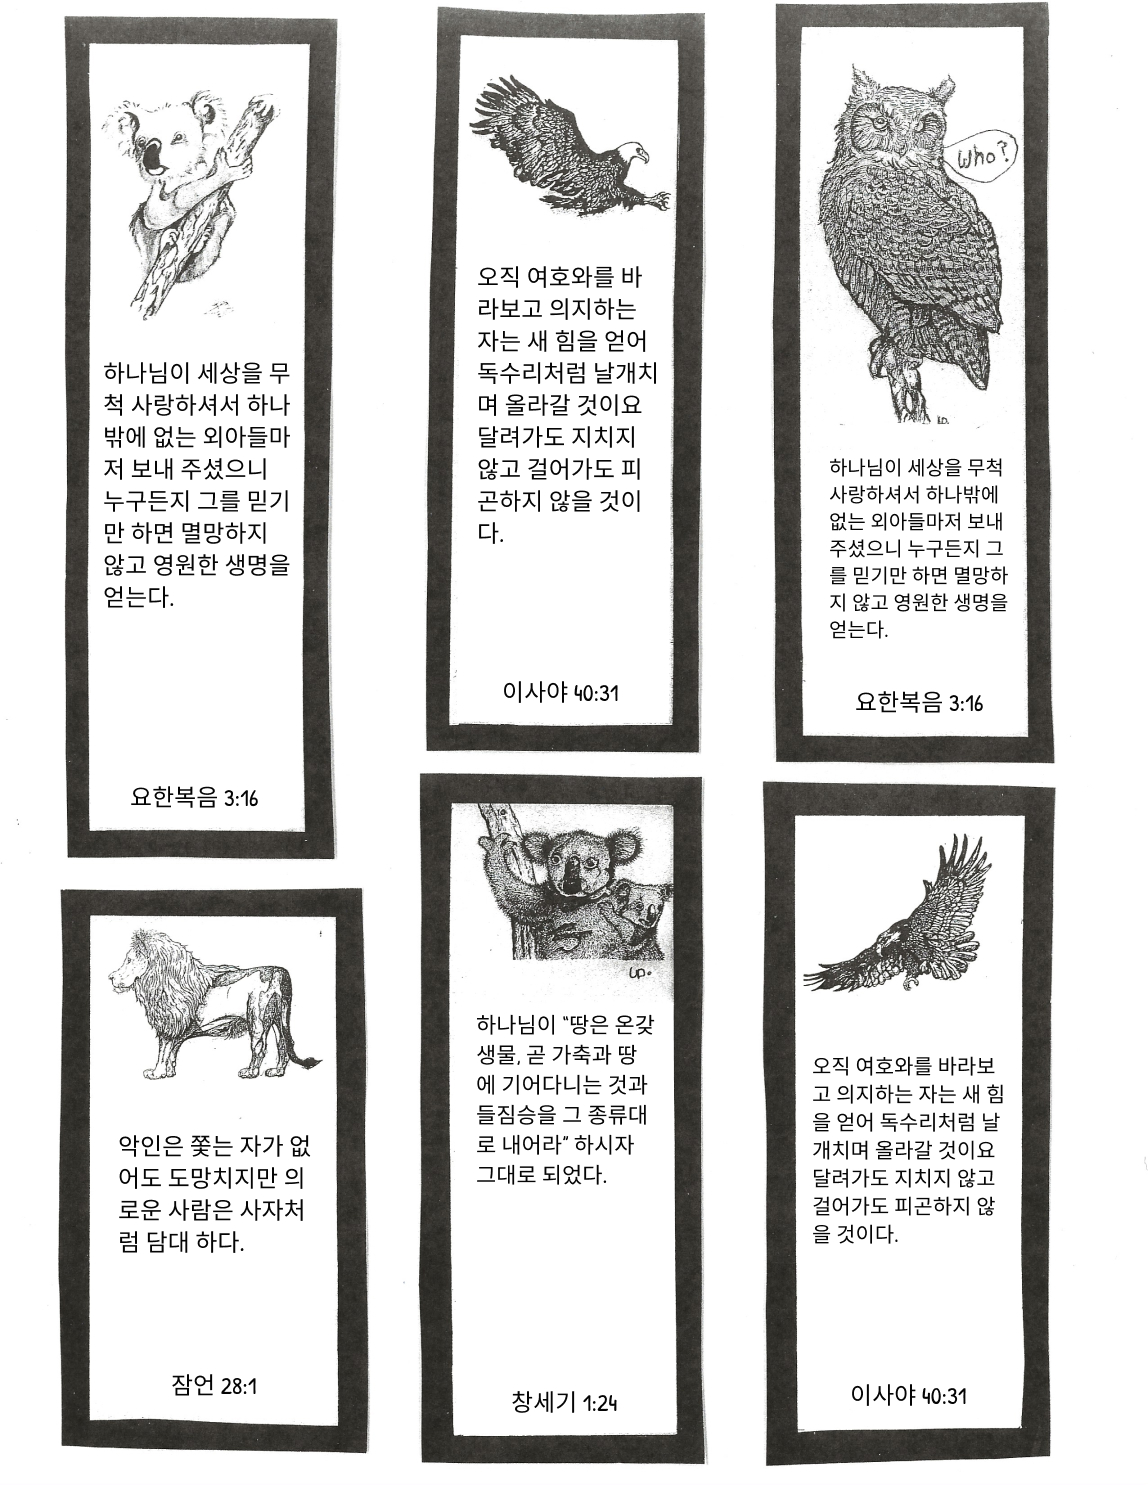 하나님이 세상을 무
척 사랑하셔서 하나
밖에 없는 외아들마
저 보내 주셨으니
누구든지 그를 믿기
만 하면 멸망하지
않고 영원한 생명을
얻는다.
요한복음 3:16
오직 여호와를 바
라보고 의지하는
자는 새 힘을 얻어
독수리처럼 날개치
며 올라갈 것이요
달려가도 지치지
않고 걸어가도 피
곤하지 않을 것이
다.
이사야 40:31
who?
하나님이 세상을 무척
사랑하셔서 하나밖에
없는 외아들마저 보내
주셨으니 누구든지 그
를 믿기만 하면 멸망하
지 않고 영원한 생명을
얻는다.
요한복음 3:16
악인은 쫓는 자가 없
어도 도망치지만 의
로운 사람은 사자처
럼 담대 하다.
잠언 28:1
하나님이 “땅은 온갖
생물, 곧 가축과 땅
에 기어다니는 것과
들짐승을 그 종류대
로 내어라” 하시자
그대로 되었다.
창세기 1:24
오직 여호와를 바라보
고 의지하는 자는 새 힘
을 얻어 독수리처럼 날
개치며 올라갈 것이요
달려가도 지치지 않고
걸어가도 피곤하지 않
을 것이다.
이사야 40:31